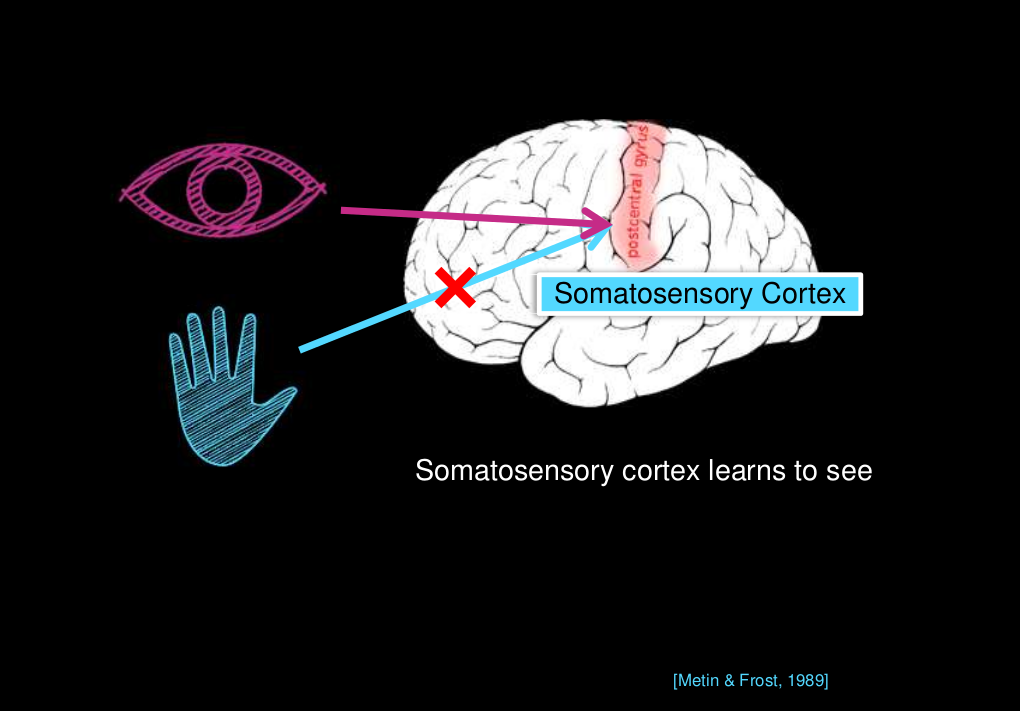 postcentral gyrus
Somatosensory Cortex
Somatosensory cortex learns to see
[Metin & Frost, 1989]